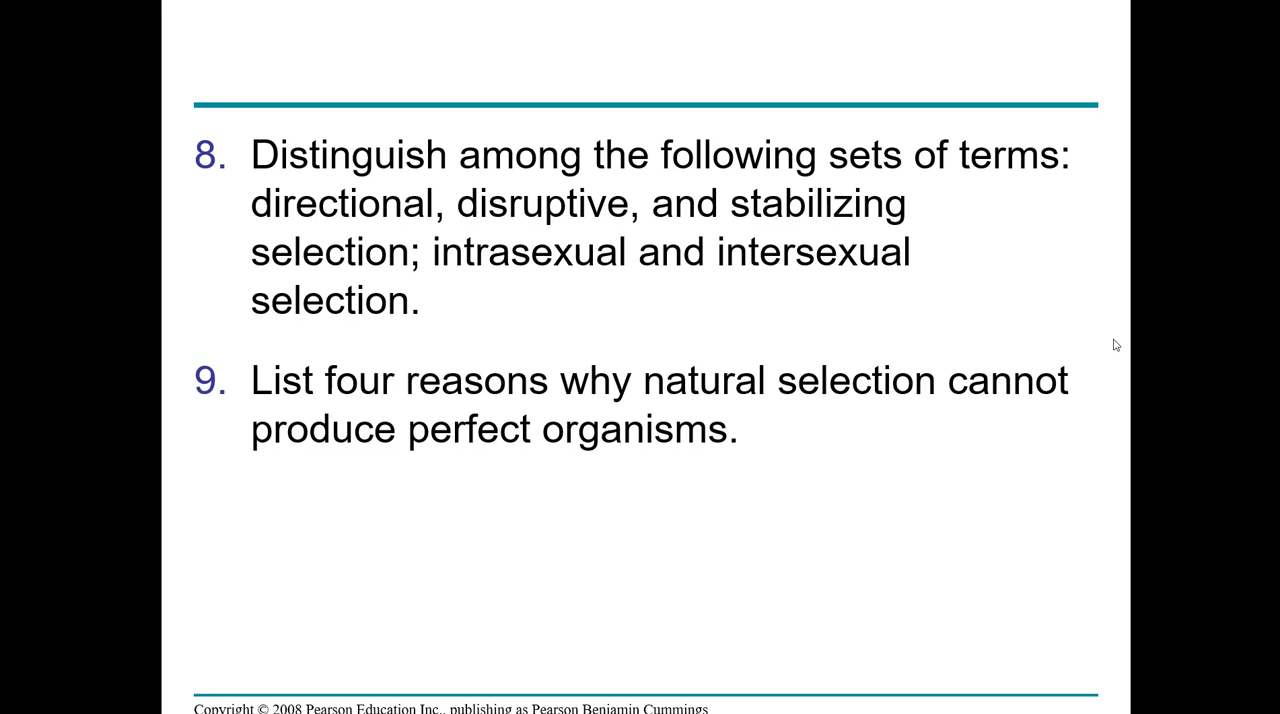 8. Distinguish among the following sets of terms:
directional, disruptive, and stabilizing
selection; intrasexual and intersexual
selection.
9. List four reasons why natural selection cannot
produce perfect organisms.
Copyright © 2008 Pearson Education Inc., publishing as Pearson Benjamin Cummings